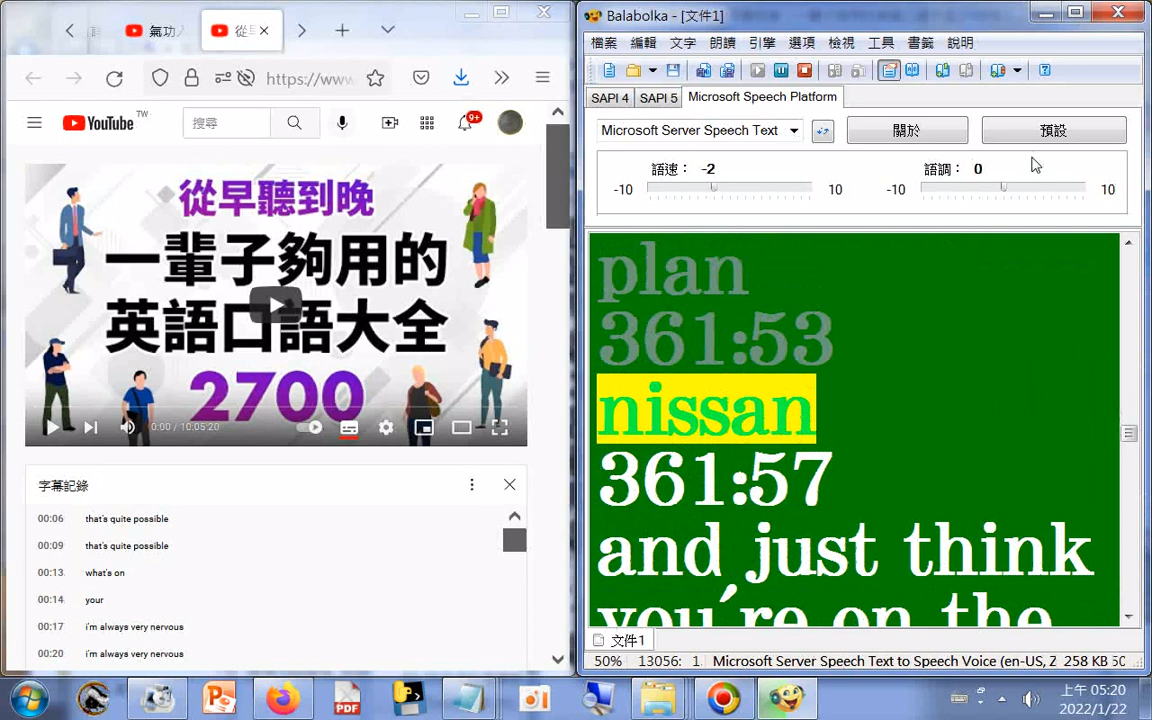 氣功
從
https://www
YouTube TW
搜尋
9+
從早聽到晚
一輩子夠用的
英語口語大全
2700
0:00 / 10:05:20
字幕記錄
00:06 that's quite possible
00:09 that's quite possible
00:13 what's on
00:14 your
00:17 i'm always very nervous
00:20 i'm always very nervous
Balabolka - [文件1]
檔案 編輯 文字 朗讀 引擎 選項 檢視 工具 書籤 說明
SAPI 4 SAPI 5 Microsoft Speech Platform
Microsoft Server Speech Text 關於 預設
語速： -2 語調： 0
-10 10 -10 10
plan
361:53
nissan
361:57
and just think
you're on the
文件1
50% 13056: 1 Microsoft Server Speech Text to Speech Voice (en-US, Z 258 KB 50
PDF
上午 05:20
2022/1/22